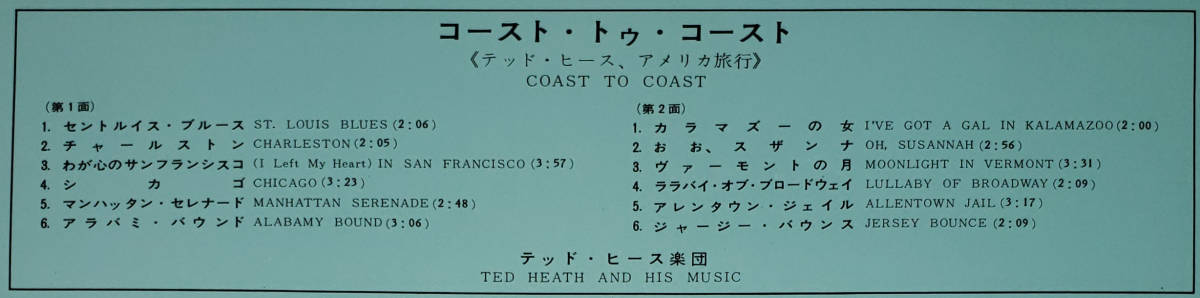 コースト・トゥ・コースト
《テッド・ヒース、アメリカ旅行》
COAST TO COAST
（第1面）
1. セントルイス・ブルース ST. LOUIS BLUES (2：06)
2. チャールストン CHARLESTON (2：05)
3. わが心のサンフランシスコ (I Left My Heart) IN SAN FRANCISCO (3：57)
4. シカゴ CHICAGO (3：23)
5. マンハッタン・セレナード MANHATTAN SERENADE (2：48)
6. アラバミ・バウンド ALABAMY BOUND (3：06)
（第2面）
1. カラマズーの女 I'VE GOT A GAL IN KALAMAZOO (2：00)
2. おお、スザンナ OH, SUSANNAH (2：56)
3. ヴァーモントの月 MOONLIGHT IN VERMONT (3：31)
4. ララバイ・オブ・ブロードウェイ LULLABY OF BROADWAY (2：09)
5. アレンタウン・ジェイル ALLENTOWN JAIL (3：17)
6. ジャージー・バウンス JERSEY BOUNCE (2：09)
テッド・ヒース楽団
TED HEATH AND HIS MUSIC